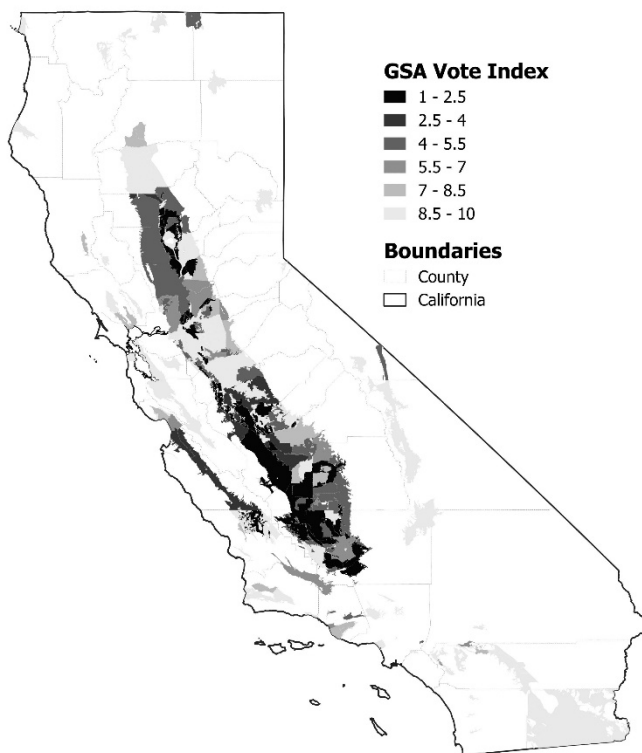 GSA Vote Index
1 - 2.5
2.5 - 4
4 - 5.5
5.5 - 7
7 - 8.5
8.5 - 10
Boundaries
County
California